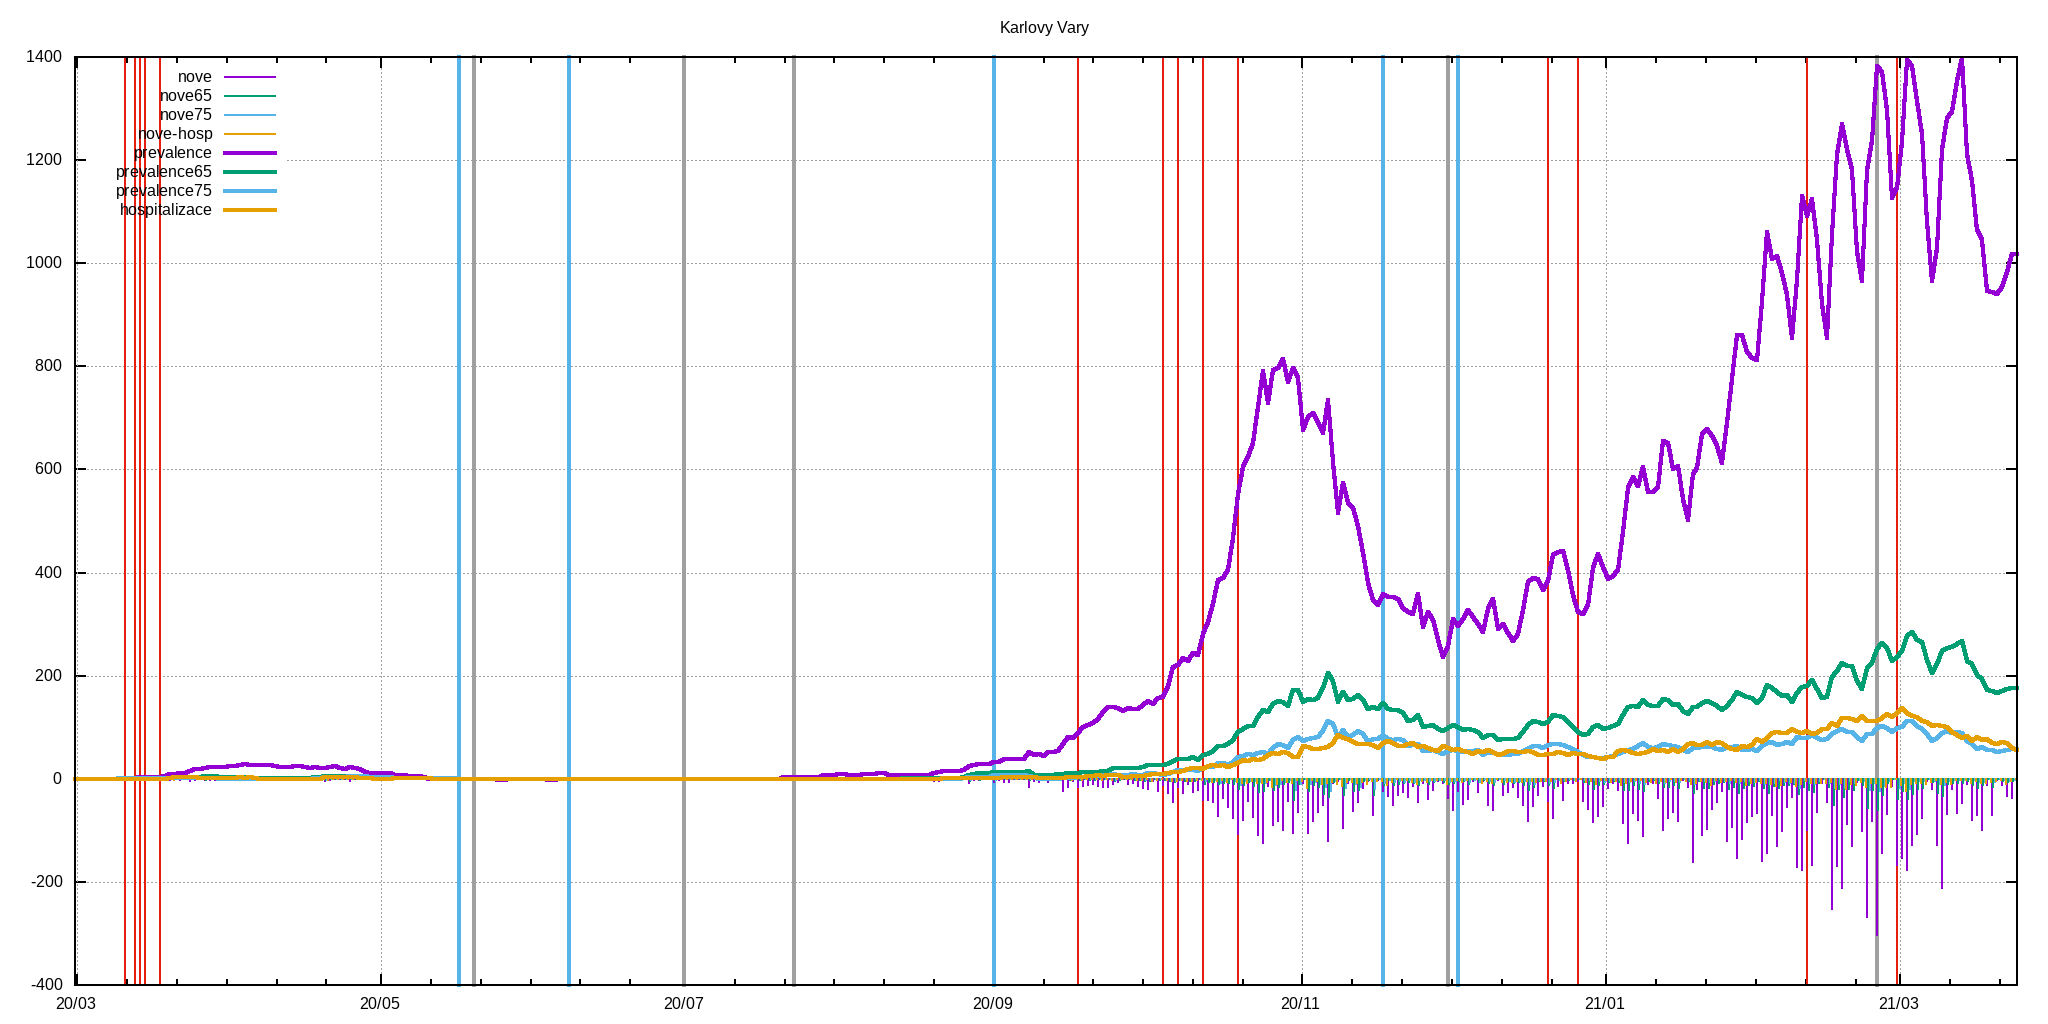 Karlovy Vary
1400
1200
1000
800
600
400
200
0
-200
-400
nove
nove65
nove75
nove-hosp
prevalence
prevalence65
prevalence75
hospitalizace
20/03 20/05 20/07 20/09 20/11 21/01 21/03